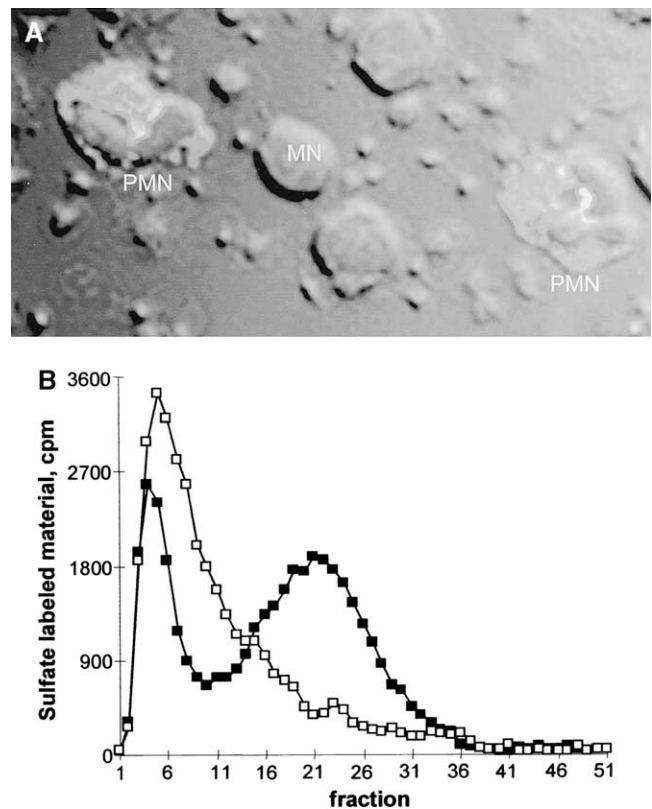 A
PMN
MN
PMN
B
Sulfate labeled material, cpm
3600
2700
1800
900
0
1 6 11 16 21 26 31 36 41 46 51
fraction